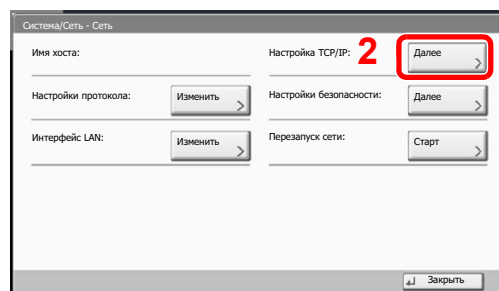 Система/Сеть - Сеть
Имя хоста:
Настройка TCP/IP:
2
Далее
Настройки протокола:
Изменить
Настройки безопасности:
Далее
Интерфейс LAN:
Изменить
Перезапуск сети:
Старт
Закрыть